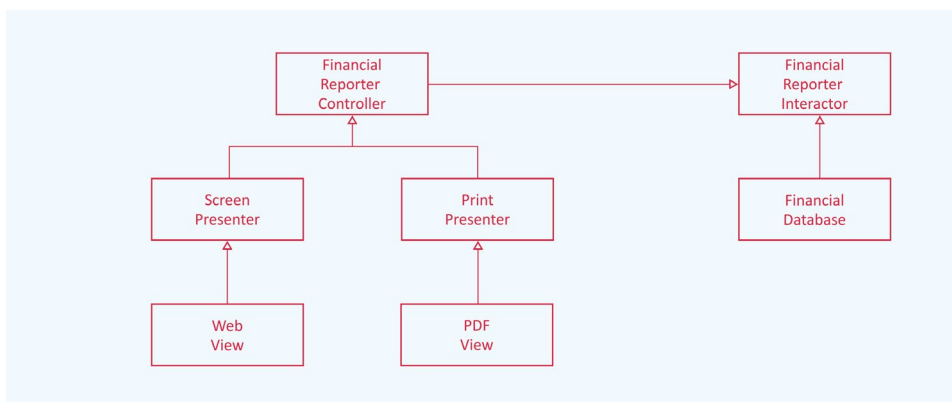 Financial
Reporter
Controller
Financial
Reporter
Interactor
Screen
Presenter
Print
Presenter
Financial
Database
Web
View
PDF
View